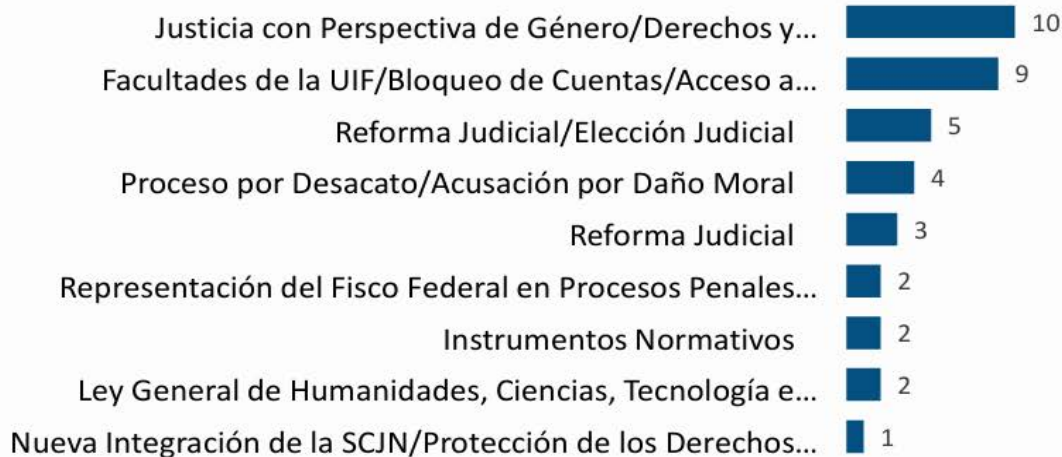 Justicia con Perspectiva de Género/Derechos y... 10
Facultades de la UIF/Bloqueo de Cuentas/Acceso a... 9
Reforma Judicial/Elección Judicial 5
Proceso por Desacato/Acusación por Daño Moral 4
Reforma Judicial 3
Representación del Fisco Federal en Procesos Penales... 2
Instrumentos Normativos 2
Ley General de Humanidades, Ciencias, Tecnología e... 2
Nueva Integración de la SCJN/Protección de los Derechos... 1